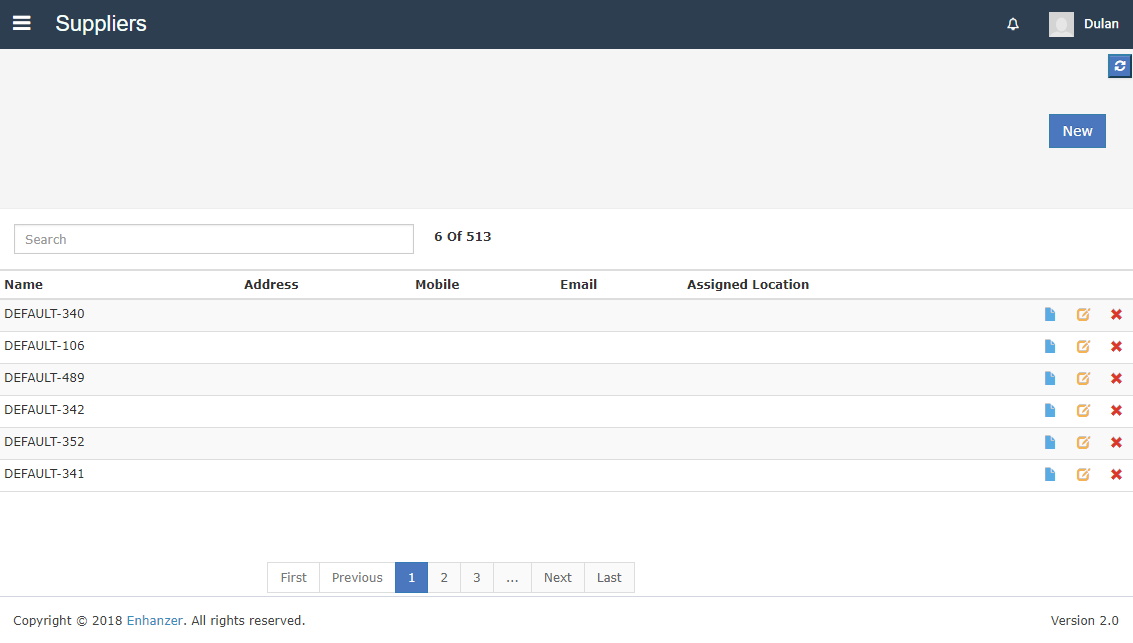 Suppliers
Dulan
New
Search
6 Of 513
Name Address Mobile Email Assigned Location
DEFAULT-340
DEFAULT-106
DEFAULT-489
DEFAULT-342
DEFAULT-352
DEFAULT-341
First Previous 1 2 3 ... Next Last
Copyright © 2018 Enhanzer. All rights reserved. Version 2.0